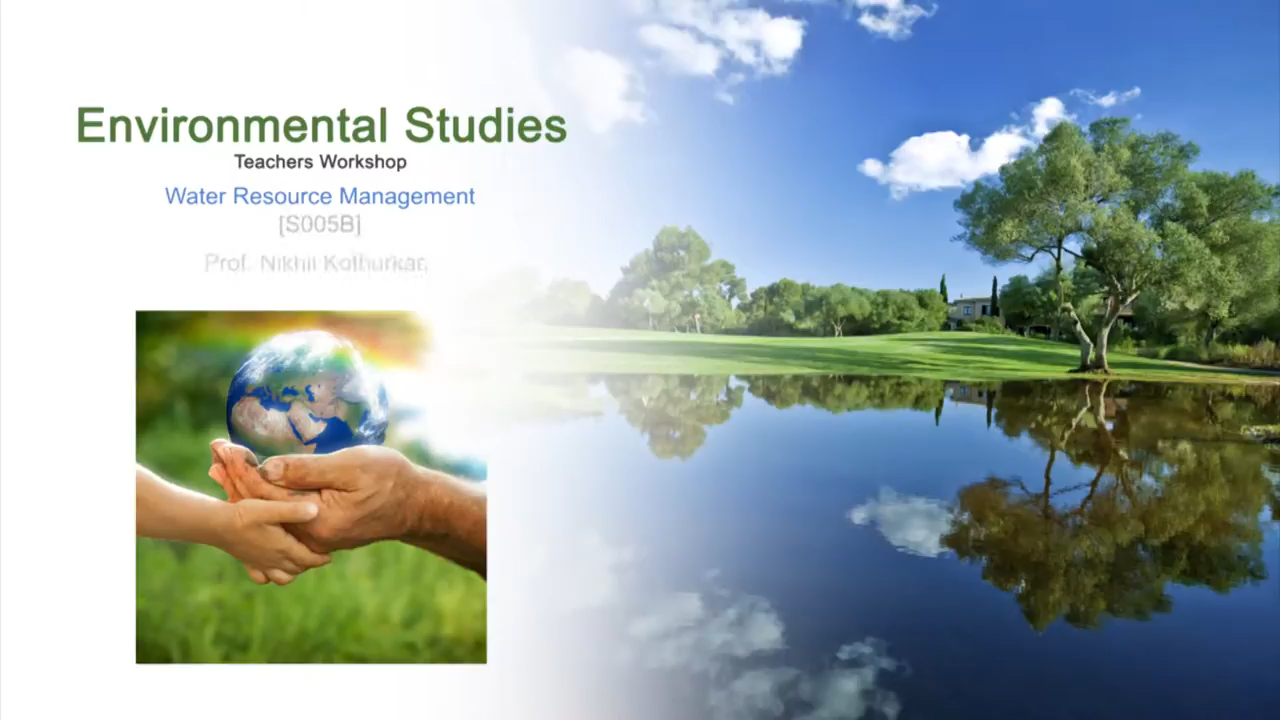 Environmental Studies
Teachers Workshop
Water Resource Management
[S005B]
Prof. Nikhil Kothurkar,